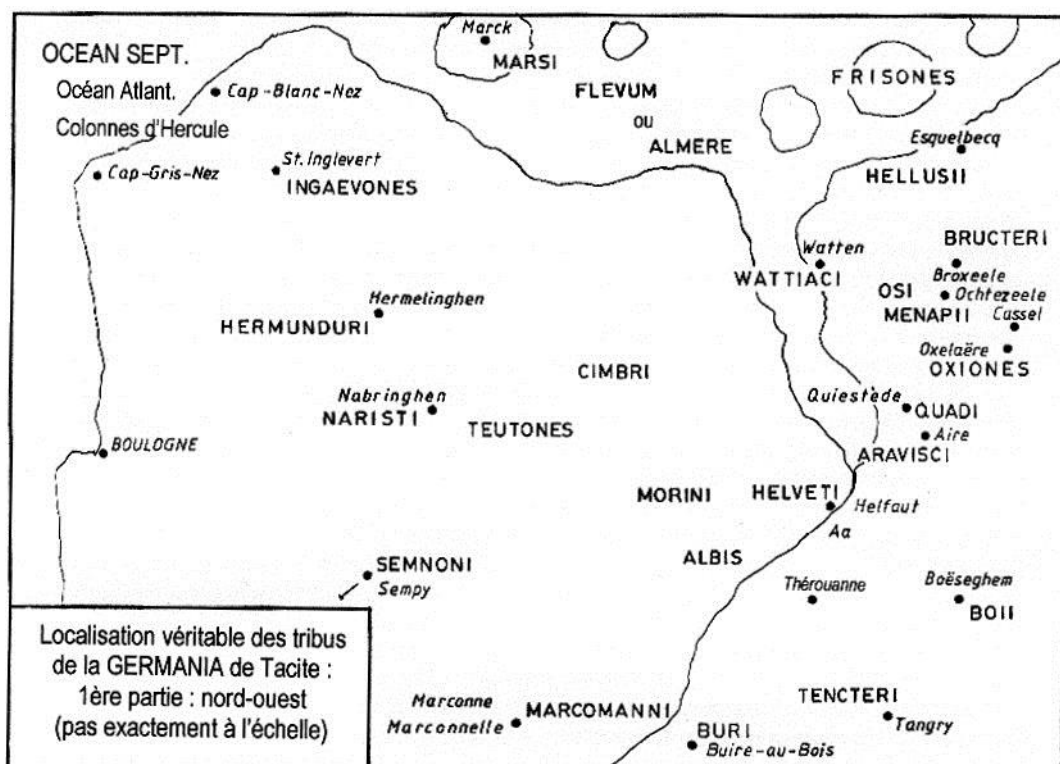 Marck
MARSI
OCEAN SEPT.
Océan Atlant.
Colonnes d'Hercule
Cap-Blanc-Nez
FLEVUM
OU
ALMERE
FRISONES
Esquelbecq
HELLUSII
Cap-Gris-Nez
St.Inglevert
INGAEVONES
Watten
WATTIACI
BRUCTERI
Broxeele
OSI
Ochtezeele
MENAPII
Cassel
Oxelaëre
OXIONES
Hermelinghen
HERMUNDURI
CIMBRI
Nabringhen
NARISTI
TEUTONES
Quiestède
QUADI
Aire
ARAVISCI
BOULOGNE
MORINI
HELVETI
Helfaut
Aa
ALBIS
SEMNONI
Sempy
Thérouanne
Boëseghem
BOII
Localisation véritable des tribus
de la GERMANIA de Tacite :
1ère partie : nord-ouest
(pas exactement à l'échelle)
Marconne
Marconnelle
MARCOMANNI
TENCTERI
Tangry
BURI
Buire-au-Bois